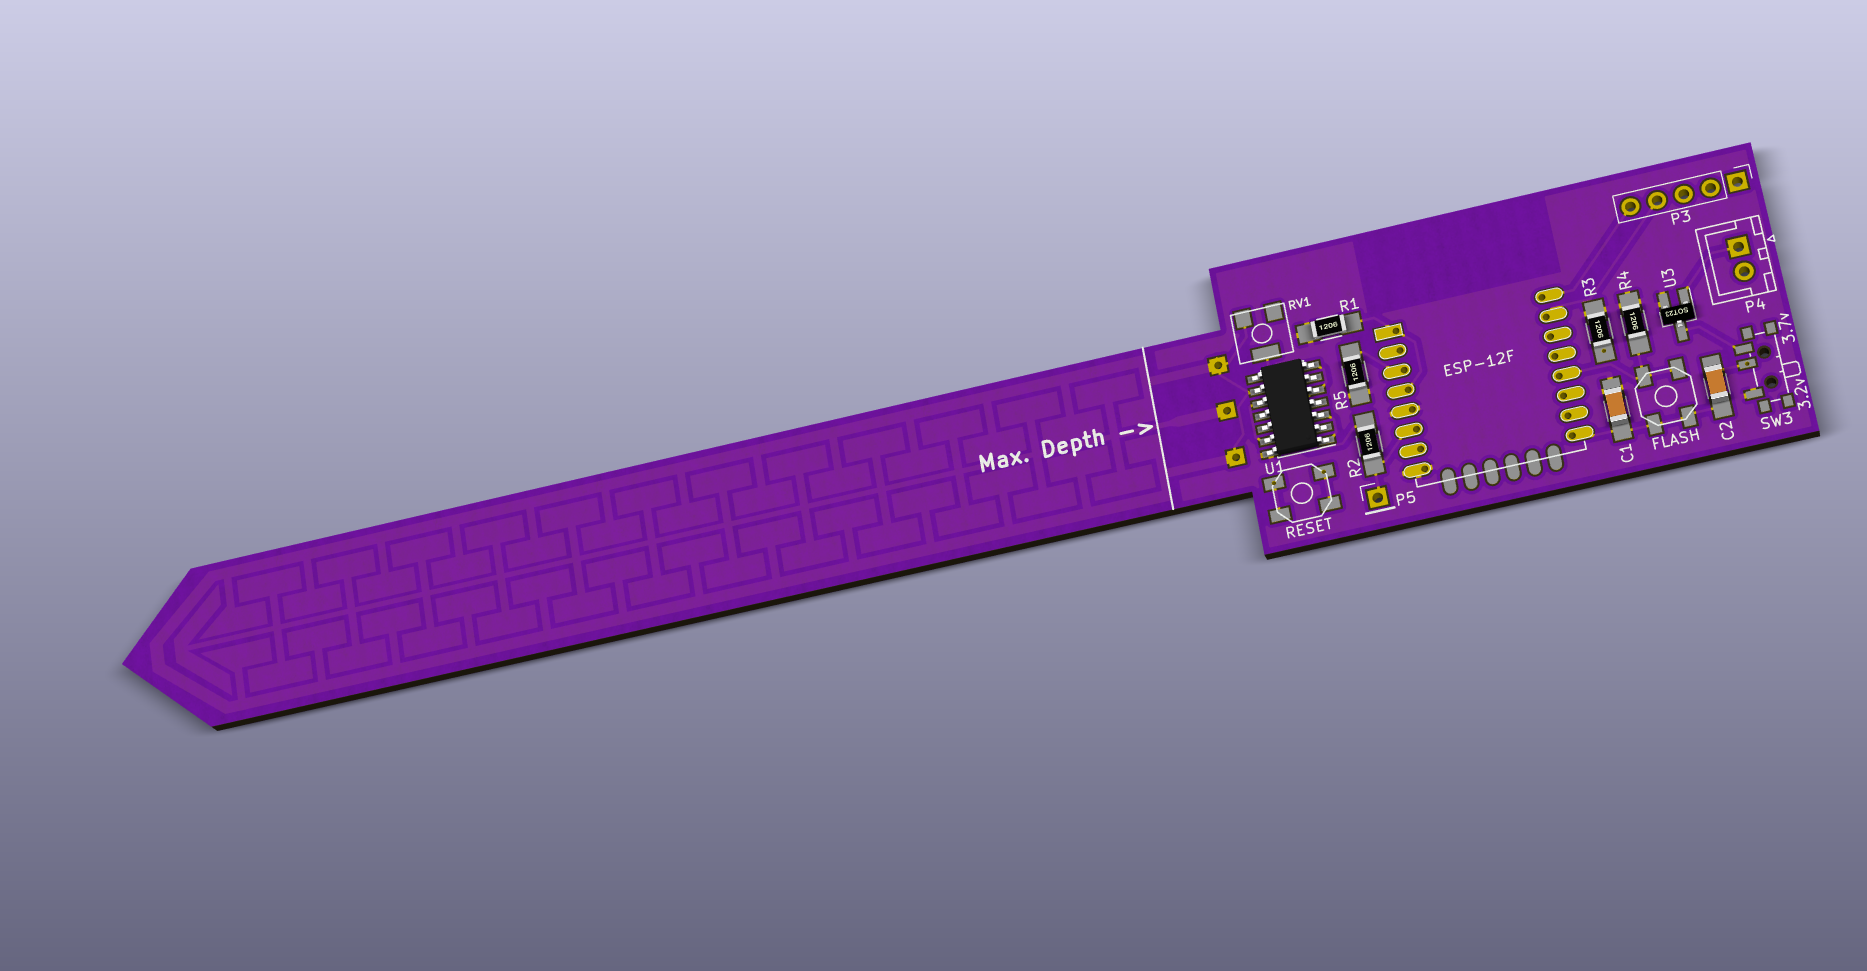 P3
P4
RV1
R1
1206
R3
1206
R4
1206
U3
SOT23
3.7V
3.2V
SW3
ESP-12F
R5
1206
R2
1206
Max. Depth -->
U1
RESET
P5
C1
FLASH
C2